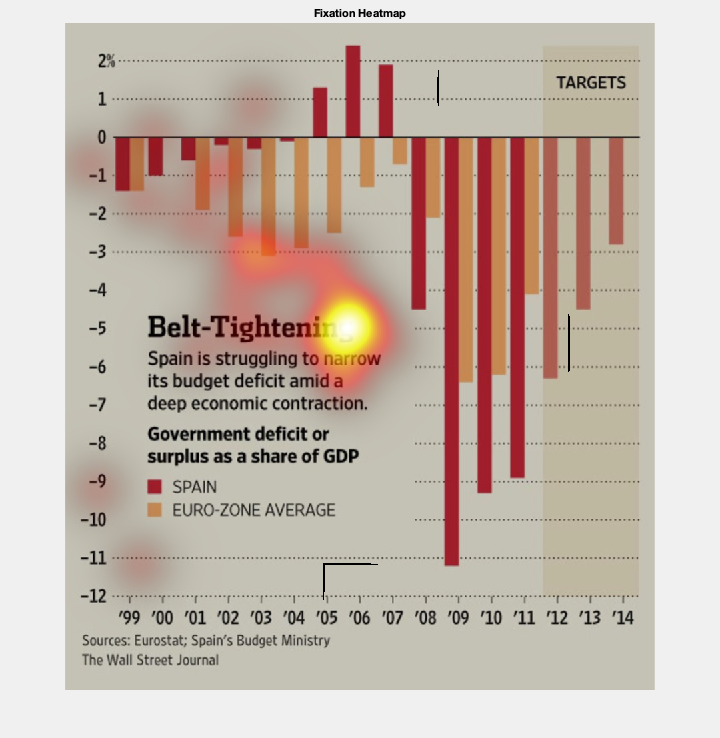 Fixation Heatmap
2%
1
0
−1
−2
−3
−4
−5
−6
−7
−8
−9
−10
−11
−12
TARGETS
Belt-Tightening
Spain is struggling to narrow
its budget deficit amid a
deep economic contraction.
Government deficit or
surplus as a share of GDP
SPAIN
EURO-ZONE AVERAGE
'99 '00 '01 '02 '03 '04 '05 '06 '07 '08 '09 '10 '11 '12 '13 '14
Sources: Eurostat; Spain's Budget Ministry
The Wall Street Journal